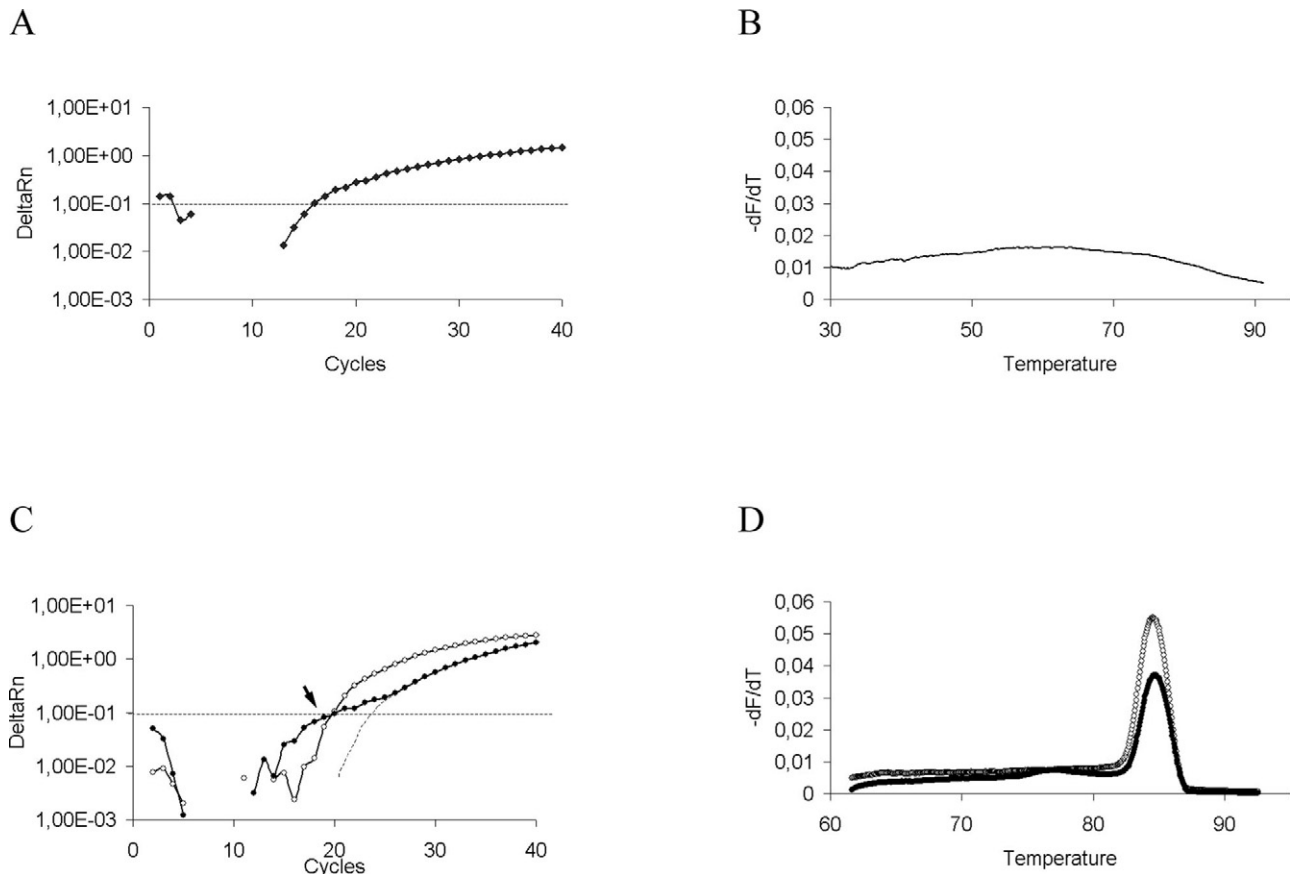 A
B
1,00E+01
1,00E+00
1,00E-01
1,00E-02
1,00E-03
DeltaRn
0 10 20 30 40
Cycles
0,06
0,05
0,04
0,03
0,02
0,01
0
-dF/dT
30 50 70 90
Temperature
C
D
1,00E+01
1,00E+00
1,00E-01
1,00E-02
1,00E-03
DeltaRn
0 10 20 30 40
Cycles
0,06
0,05
0,04
0,03
0,02
0,01
0
-dF/dT
60 70 80 90
Temperature